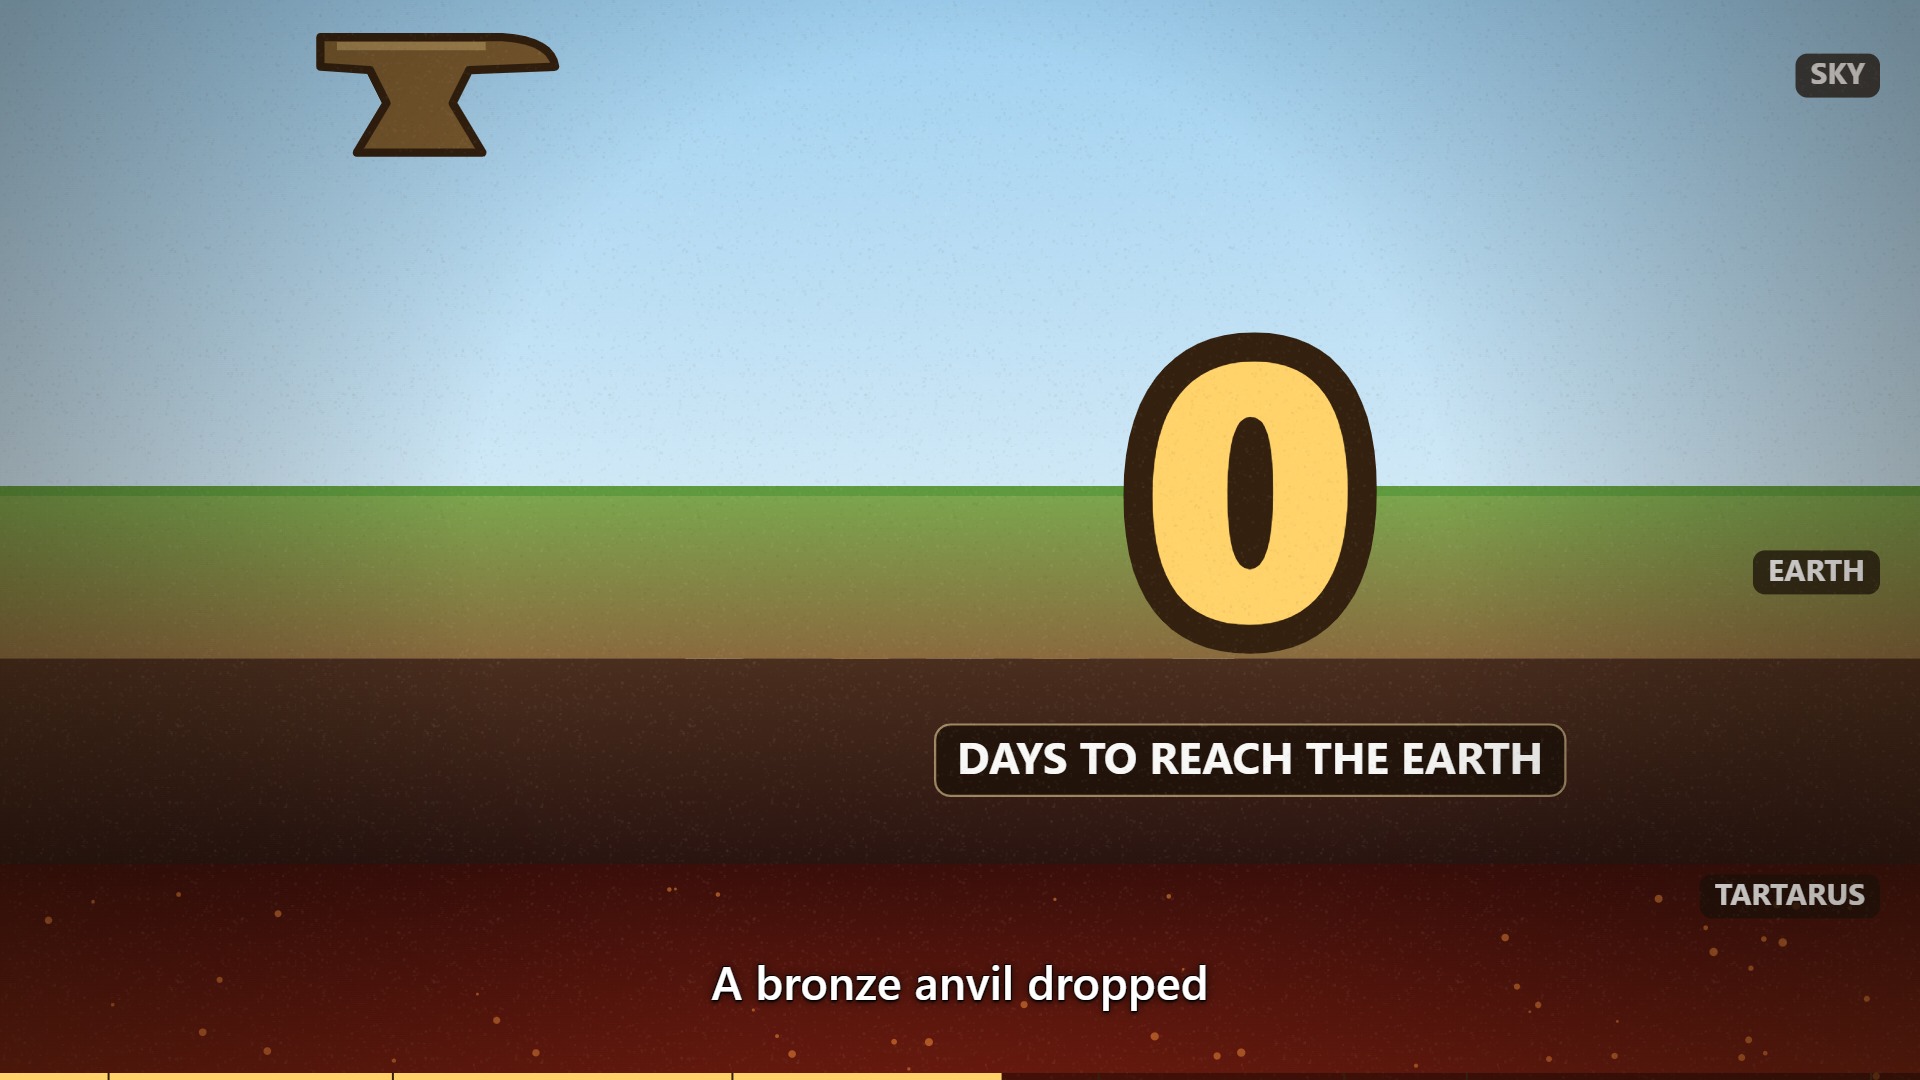 SKY
0
EARTH
DAYS TO REACH THE EARTH
TARTARUS
A bronze anvil dropped